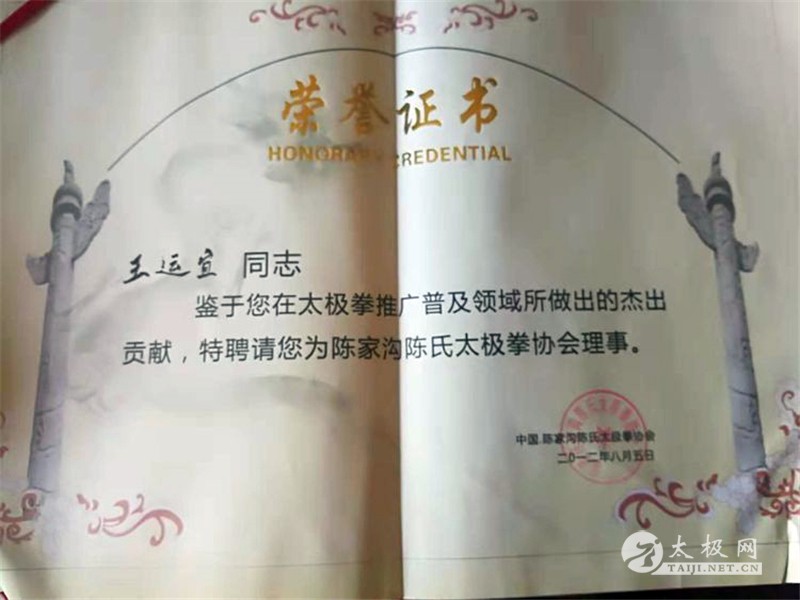 荣誉证书
HONORARY CREDENTIAL
王运宣 同志
鉴于您在太极拳推广普及领域所做出的杰出
贡献，特聘请您为陈家沟陈氏太极拳协会理事。
中国.陈家沟陈氏太极拳协会
二〇一二年八月五日
太极网
TAIJI.NET.CN